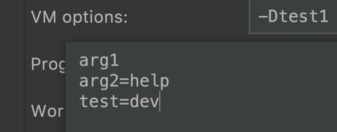 VM options:
-Dtest1
Prog
arg1
arg2=help
test=dev
Wor